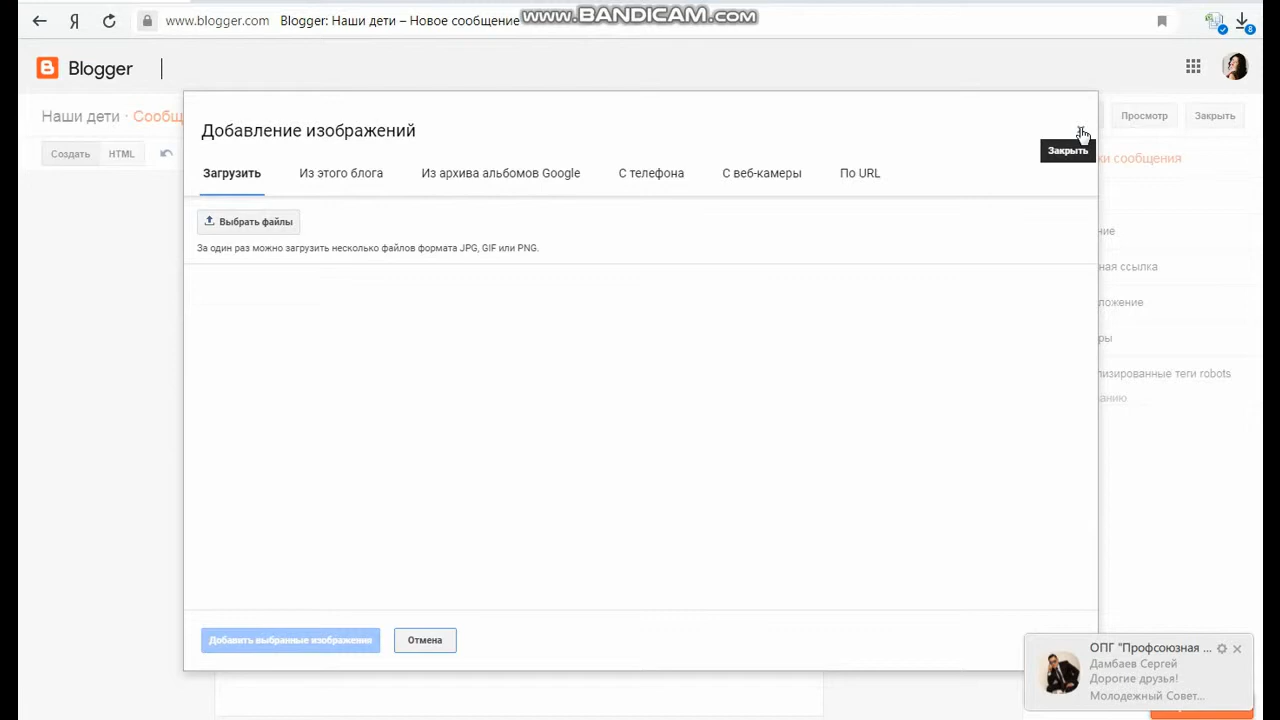 www.blogger.com Blogger: Наши дети – Новое сообщение
www.BANDICAM.com
8
Blogger
Наши дети · Сообщ
Просмотр
Закрыть
Создать
HTML
Добавление изображений
Закрыть
ки сообщения
Загрузить
Из этого блога
Из архива альбомов Google
С телефона
С веб-камеры
По URL
Выбрать файлы
За один раз можно загрузить несколько файлов формата JPG, GIF или PNG.
ние
ная ссылка
ложение
ры
лизированные теги robots
ванию
Добавить выбранные изображения
Отмена
ОПГ "Профсоюзная ...
Дамбаев Сергей
Дорогие друзья!
Молодежный Совет...